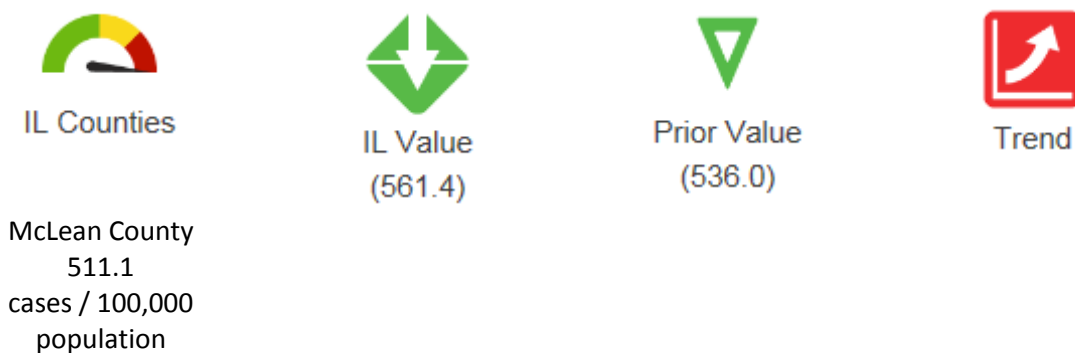 IL Counties
IL Value
(561.4)
Prior Value
(536.0)
Trend
McLean County
511.1
cases / 100,000
population